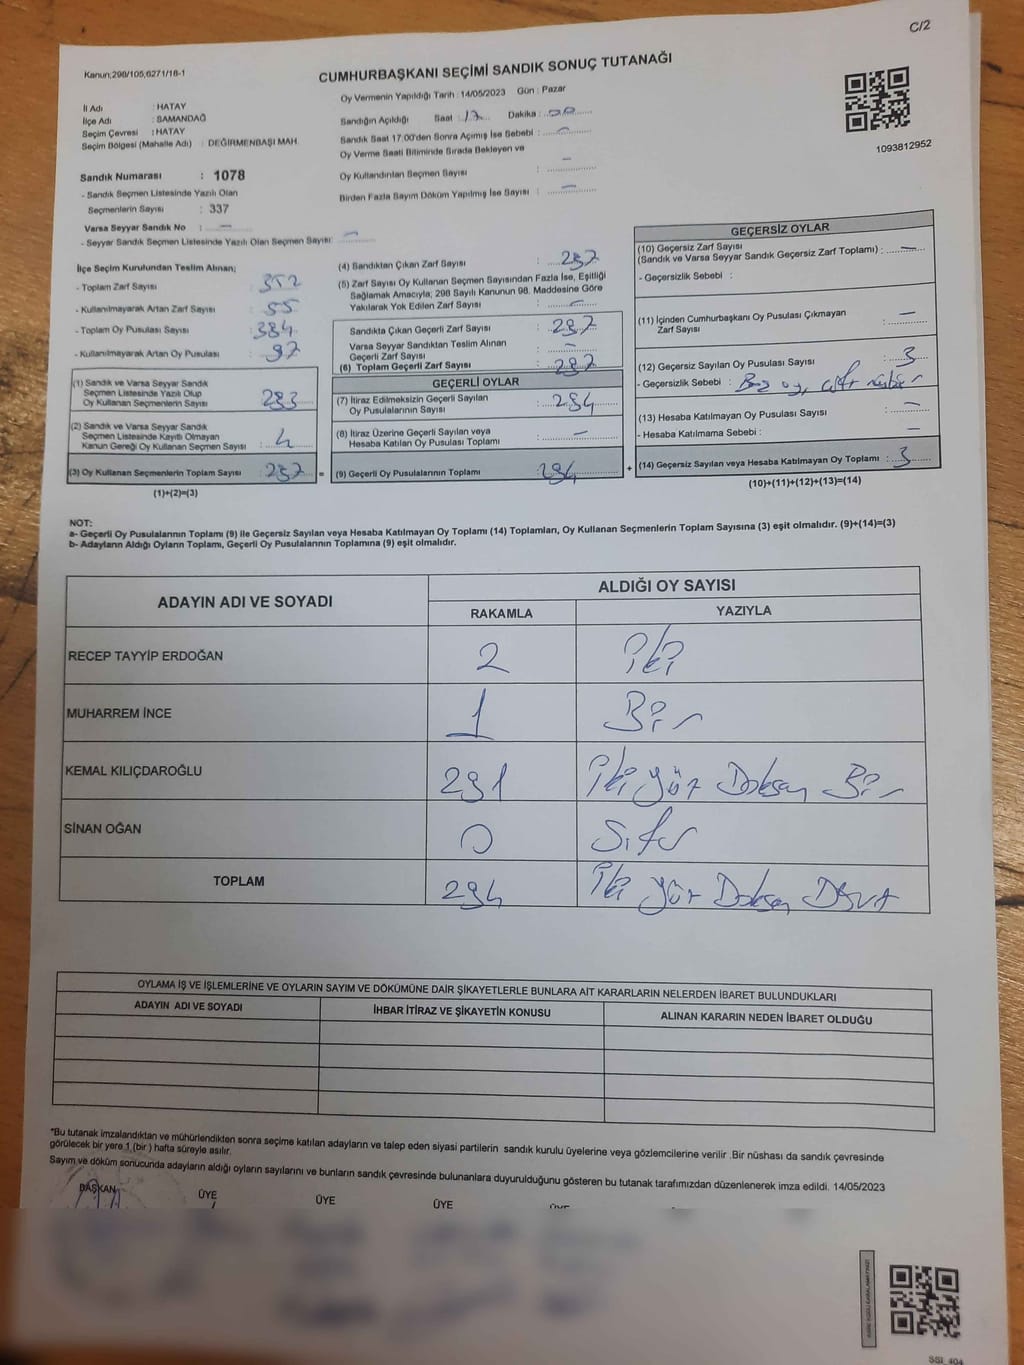 C/2
Kanun;298/105,6271/18-1
CUMHURBAŞKANI SEÇİMİ SANDIK SONUÇ TUTANAĞI
İl Adı : HATAY
İlçe Adı : SAMANDAĞ
Seçim Çevresi : HATAY
Seçim Bölgesi (Mahalle Adı) : DEĞİRMENBAŞI MAH.
Sandık Numarası : 1078
- Sandık Seçmen Listesinde Yazılı Olan
Seçmenlerin Sayısı : 337
Varsa Seyyar Sandık No : —
- Seyyar Sandık Seçmen Listesinde Yazılı Olan Seçmen Sayısı: —
Oy Vermenin Yapıldığı Tarih : 14/05/2023 Gün : Pazar
Sandığın Açıldığı Saat : 17 Dakika : 00
Sandık Saat 17:00'den Sonra Açımış İse Sebebi : —
Oy Verme Saati Bitiminde Sırada Bekleyen ve
Oy Kullandırılan Seçmen Sayısı : —
Birden Fazla Sayım Döküm Yapılmış İse Sayısı : —
1093812952
İlçe Seçim Kurulundan Teslim Alınan;
- Toplam Zarf Sayısı : 352
- Kullanılmayarak Artan Zarf Sayısı : 55
- Toplam Oy Pusulası Sayısı : 384
- Kullanılmayarak Artan Oy Pusulası : 97
(1) Sandık ve Varsa Seyyar Sandık
Seçmen Listesinde Yazılı Olup
Oy Kullanan Seçmenlerin Sayısı : 293
(2) Sandık ve Varsa Seyyar Sandık
Seçmen Listesinde Kayıtlı Olmayan
Kanun Gereği Oy Kullanan Seçmen Sayısı : 4
(3) Oy Kullanan Seçmenlerin Toplam Sayısı : 297
(1)+(2)=(3)
(4) Sandıktan Çıkan Zarf Sayısı : 297
(5) Zarf Sayısı Oy Kullanan Seçmen Sayısından Fazla İse, Eşitliği
Sağlamak Amacıyla; 298 Sayılı Kanunun 98. Maddesine Göre
Yakılarak Yok Edilen Zarf Sayısı : —
Sandıkta Çıkan Geçerli Zarf Sayısı : 297
Varsa Seyyar Sandıktan Teslim Alınan
Geçerli Zarf Sayısı : —
(6) Toplam Geçerli Zarf Sayısı : 297
GEÇERLİ OYLAR
(7) İtiraz Edilmeksizin Geçerli Sayılan
Oy Pusulalarının Sayısı : 294
(8) İtiraz Üzerine Geçerli Sayılan veya
Hesaba Katılan Oy Pusulası Toplamı : —
= (9) Geçerli Oy Pusulalarının Toplamı : 294
GEÇERSİZ OYLAR
(10) Geçersiz Zarf Sayısı
(Sandık ve Varsa Seyyar Sandık Geçersiz Zarf Toplamı) : —
- Geçersizlik Sebebi :
(11) İçinden Cumhurbaşkanı Oy Pusulası Çıkmayan
Zarf Sayısı : —
(12) Geçersiz Sayılan Oy Pusulası Sayısı : 3
- Geçersizlik Sebebi : Boş oy, çift
(13) Hesaba Katılmayan Oy Pusulası Sayısı : —
- Hesaba Katılmama Sebebi : —
+ (14) Geçersiz Sayılan veya Hesaba Katılmayan Oy Toplamı : 3
(10)+(11)+(12)+(13)=(14)
NOT:
a- Geçerli Oy Pusulalarının Toplamı (9) ile Geçersiz Sayılan veya Hesaba Katılmayan Oy Toplamı (14) Toplamları, Oy Kullanan Seçmenlerin Toplam Sayısına (3) eşit olmalıdır. (9)+(14)=(3)
b- Adayların Aldığı Oyların Toplamı, Geçerli Oy Pusulalarının Toplamına (9) eşit olmalıdır.
ADAYIN ADI VE SOYADI
ALDIĞI OY SAYISI
RAKAMLA YAZIYLA
RECEP TAYYİP ERDOĞAN 2 iki
MUHARREM İNCE 1 Bir
KEMAL KILIÇDAROĞLU 291 iki yüz Doksan Bir
SİNAN OĞAN 0 Sıfır
TOPLAM 294 iki yüz Doksan Dört
OYLAMA İŞ VE İŞLEMLERİNE VE OYLARIN SAYIM VE DÖKÜMÜNE DAİR ŞİKAYETLERLE BUNLARA AİT KARARLARIN NELERDEN İBARET BULUNDUKLARI
ADAYIN ADI VE SOYADI İHBAR İTİRAZ VE ŞİKAYETİN KONUSU ALINAN KARARIN NEDEN İBARET OLDUĞU
*Bu tutanak imzalandıktan ve mühürlendikten sonra seçime katılan adayların ve talep eden siyasi partilerin sandık kurulu üyelerine veya gözlemcilerine verilir .Bir nüshası da sandık çevresinde
görülecek bir yere 1 (bir ) hafta süreyle asılır.
Sayım ve döküm sonucunda adayların aldığı oyların sayılarını ve bunların sandık çevresinde bulunanlara duyurulduğunu gösteren bu tutanak tarafımızdan düzenlenerek imza edildi. 14/05/2023
BAŞKAN ÜYE ÜYE ÜYE